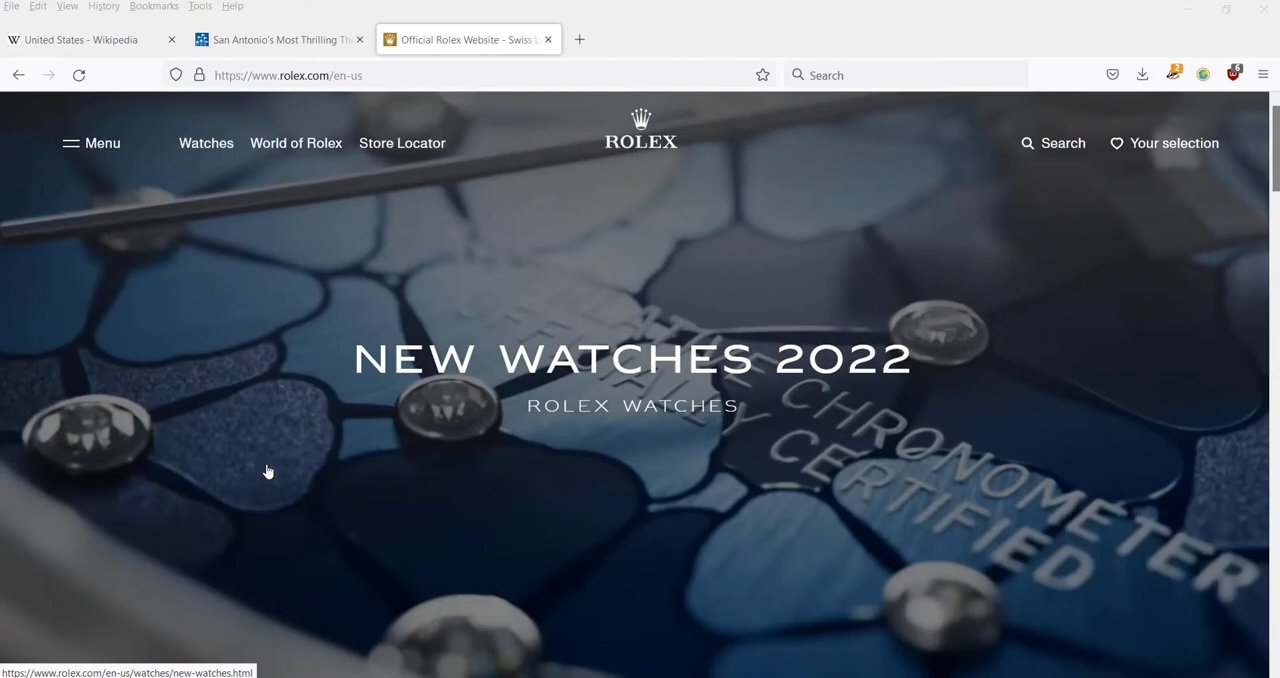 File Edit View History Bookmarks Tools Help
United States - Wikipedia
San Antonio's Most Thrilling Th
Official Rolex Website - Swiss L
https://www.rolex.com/en-us
Search
2
6
Menu
Watches
World of Rolex
Store Locator
ROLEX
Search
Your selection
NEW WATCHES 2022
ROLEX WATCHES
CHRONOMETER
CERTIFIED
https://www.rolex.com/en-us/watches/new-watches.html